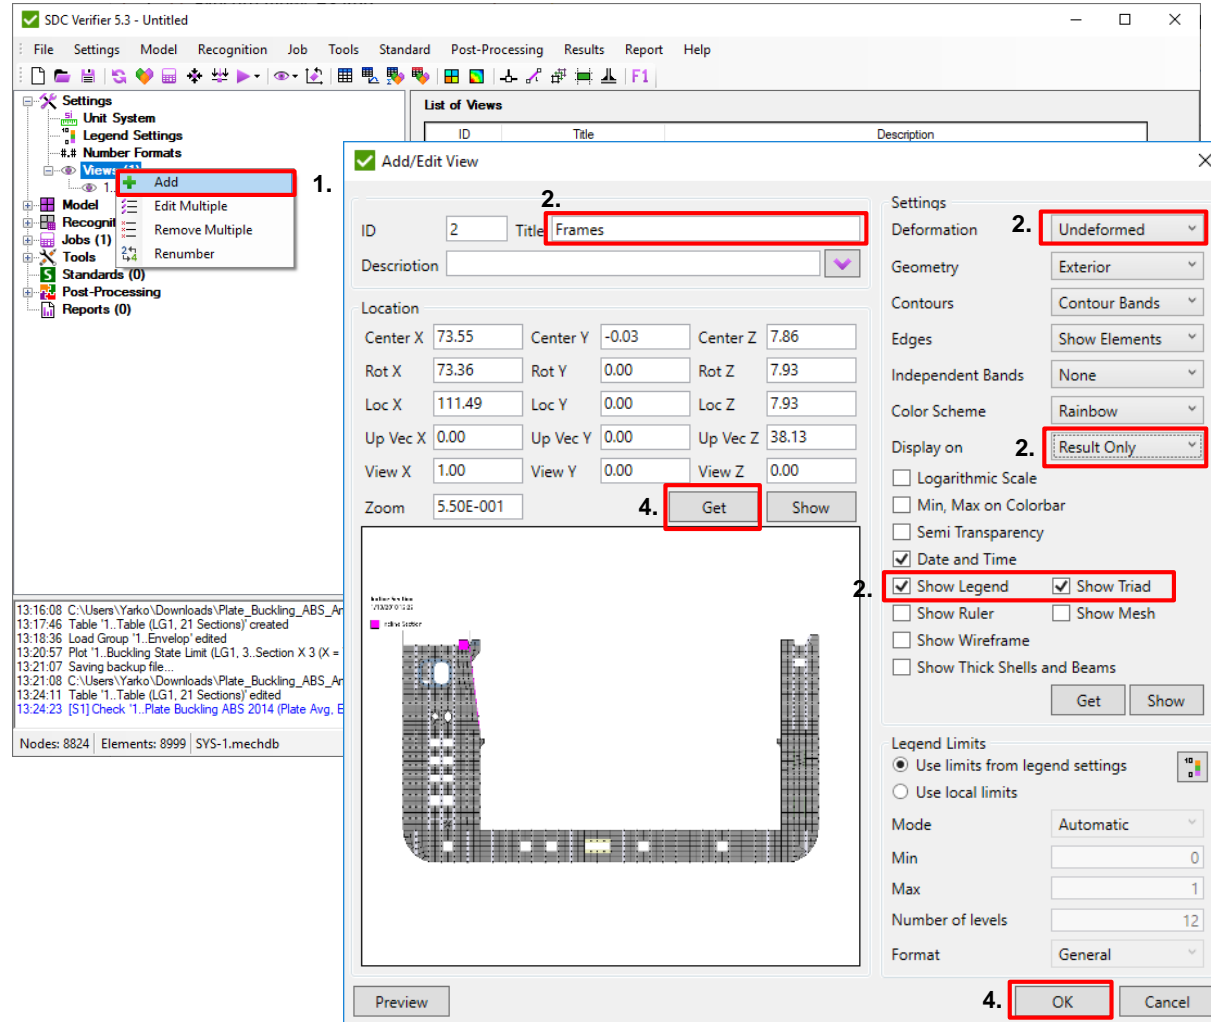 SDC Verifier 5.3 - Untitled
File Settings Model Recognition Job Tools Standard Post-Processing Results Report Help
F1
Settings
Unit System
Legend Settings
#.# Number Formats
Views (1)
1..
Model
Recognit
Jobs (1)
Tools
Standards (0)
Post-Processing
Reports (0)
Add
Edit Multiple
Remove Multiple
Renumber
1.
List of Views
ID Title Description
Add/Edit View
2.
ID 2 Title Frames
Description
Location
Center X 73.55 Center Y -0.03 Center Z 7.86
Rot X 73.36 Rot Y 0.00 Rot Z 7.93
Loc X 111.49 Loc Y 0.00 Loc Z 7.93
Up Vec X 0.00 Up Vec Y 0.00 Up Vec Z 38.13
View X 1.00 View Y 0.00 View Z 0.00
Zoom 5.50E-001 4. Get Show
Settings
Deformation 2. Undeformed
Geometry Exterior
Contours Contour Bands
Edges Show Elements
Independent Bands None
Color Scheme Rainbow
Display on 2. Result Only
Logarithmic Scale
Min, Max on Colorbar
Semi Transparency
Date and Time
2. Show Legend Show Triad
Show Ruler Show Mesh
Show Wireframe
Show Thick Shells and Beams
Get Show
Legend Limits
Use limits from legend settings
Use local limits
Mode Automatic
Min 0
Max 1
Number of levels 12
Format General
Preview 4. OK Cancel
13:16:08 C:\Users\Yarko\Downloads\Plate_Buckling_ABS_Ar
13:17:46 Table '1..Table (LG1, 21 Sections)' created
13:18:36 Load Group '1..Envelop' edited
13:20:57 Plot '1..Buckling State Limit (LG1, 3..Section X 3 (X =
13:21:07 Saving backup file...
13:21:08 C:\Users\Yarko\Downloads\Plate_Buckling_ABS_Ar
13:24:11 Table '1..Table (LG1, 21 Sections)' edited
13:24:23 [S1] Check '1..Plate Buckling ABS 2014 (Plate Avg, E
Nodes: 8824 Elements: 8999 SYS-1.mechdb